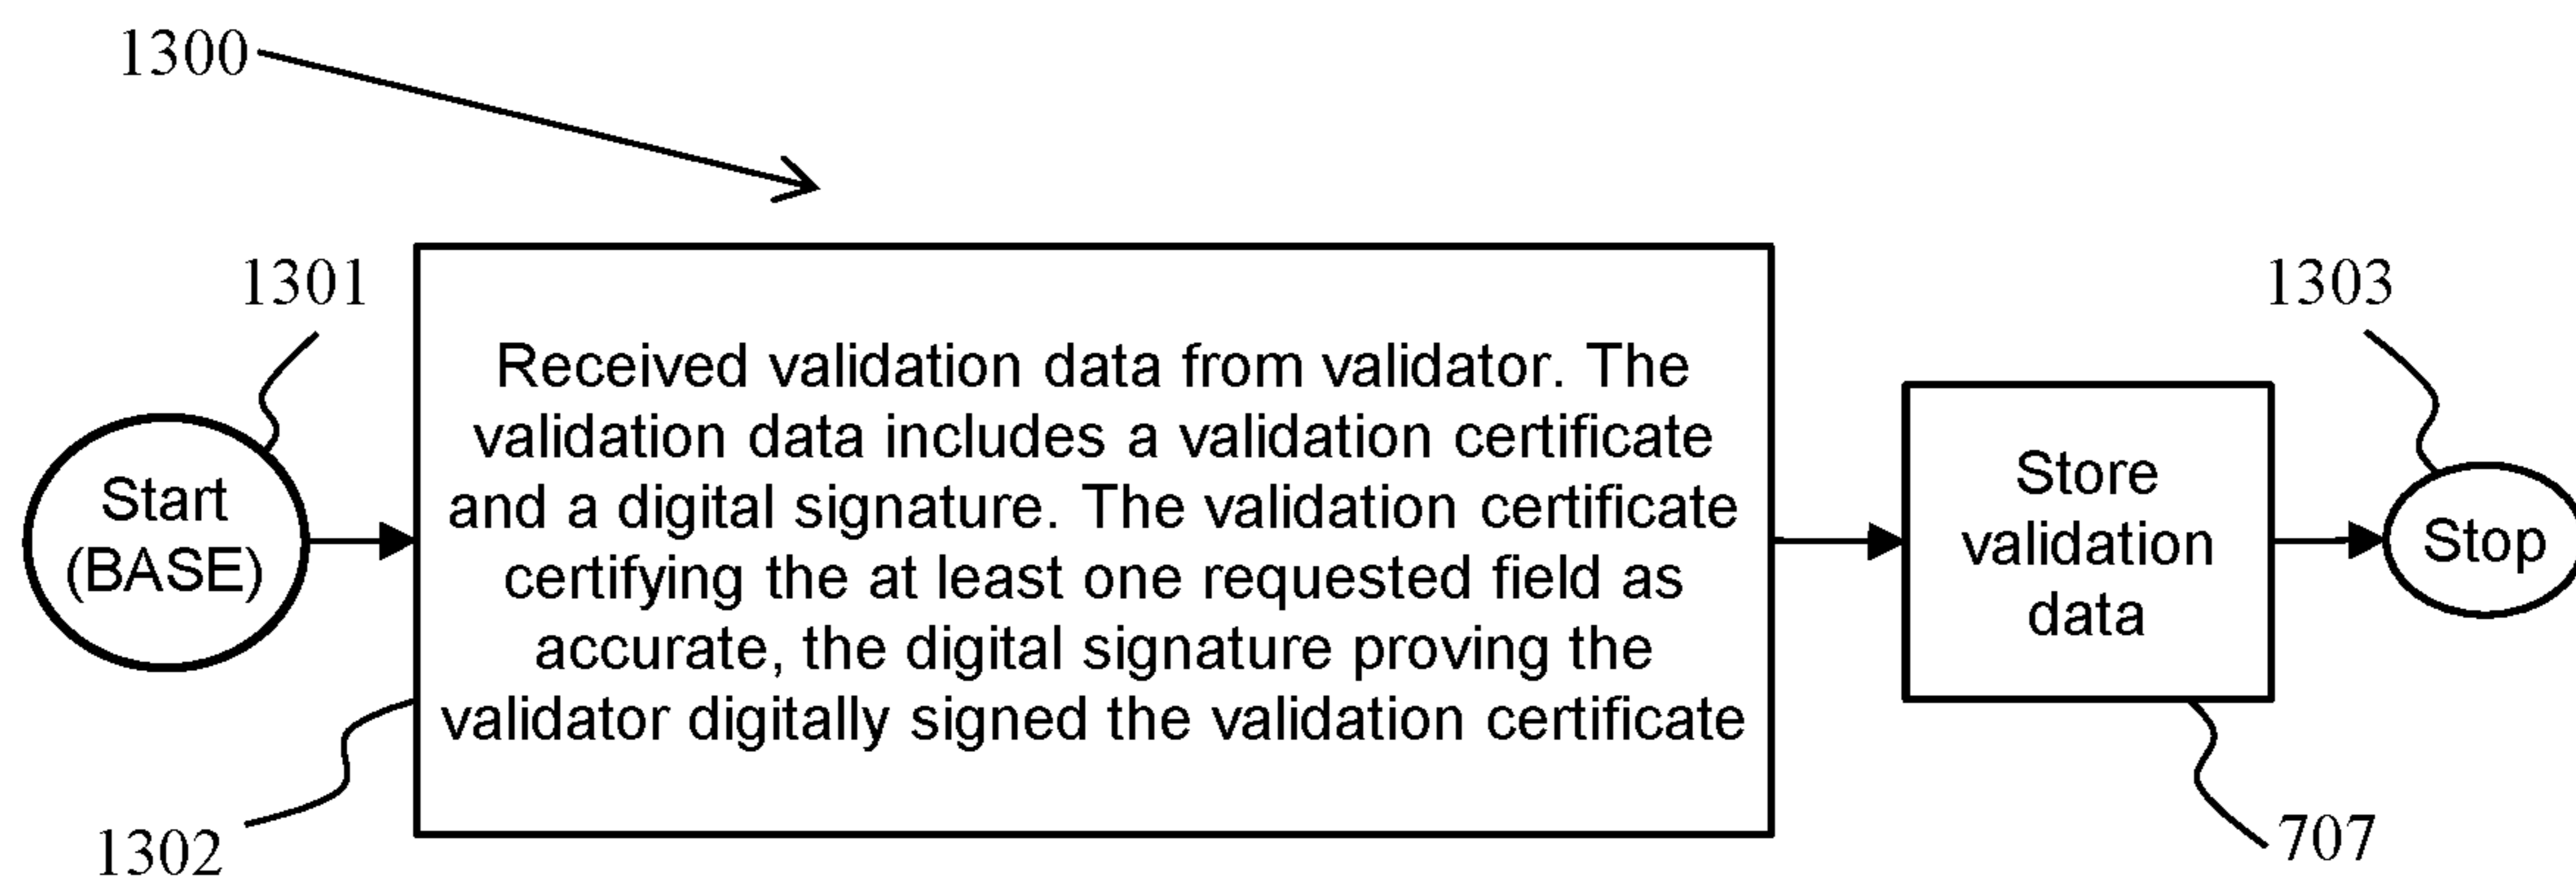 1300
1301
1303
Start
(BASE)
Received validation data from validator. The
validation data includes a validation certificate
and a digital signature. The validation certificate
certifying the at least one requested field as
accurate, the digital signature proving the
validator digitally signed the validation certificate
Store
validation
data
Stop
1302
707